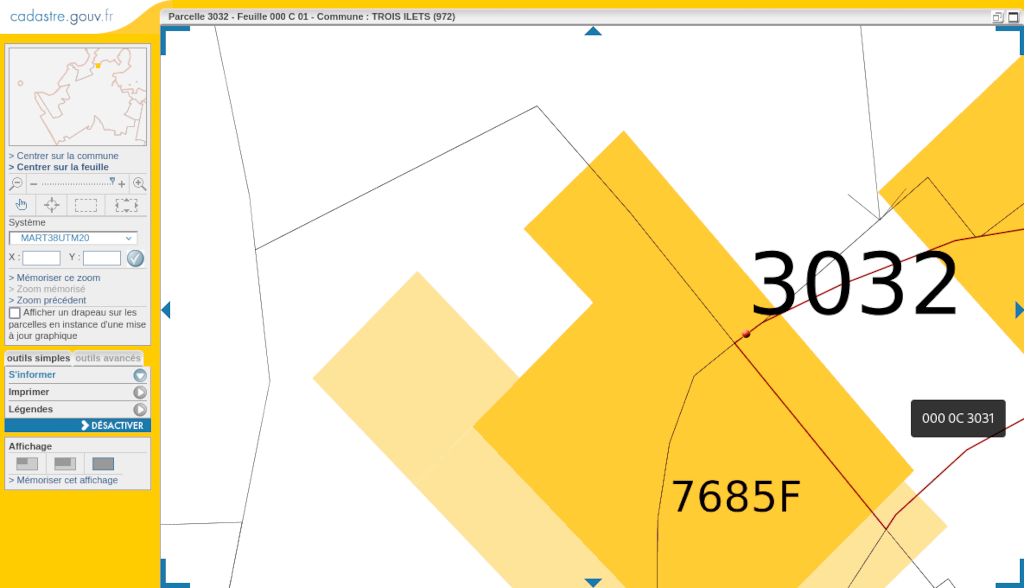 cadastre.gouv.fr
Parcelle 3032 - Feuille 000 C 01 - Commune : TROIS ILETS (972)
> Centrer sur la commune
> Centrer sur la feuille
Système
MART38UTM20
X : Y :
> Mémoriser ce zoom
> Zoom mémorisé
> Zoom précédent
Afficher un drapeau sur les
parcelles en instance d'une mise
à jour graphique
outils simples outils avancés
S'informer
Imprimer
Légendes
DÉSACTIVER
Affichage
> Mémoriser cet affichage
3032
000 0C 3031
7685F